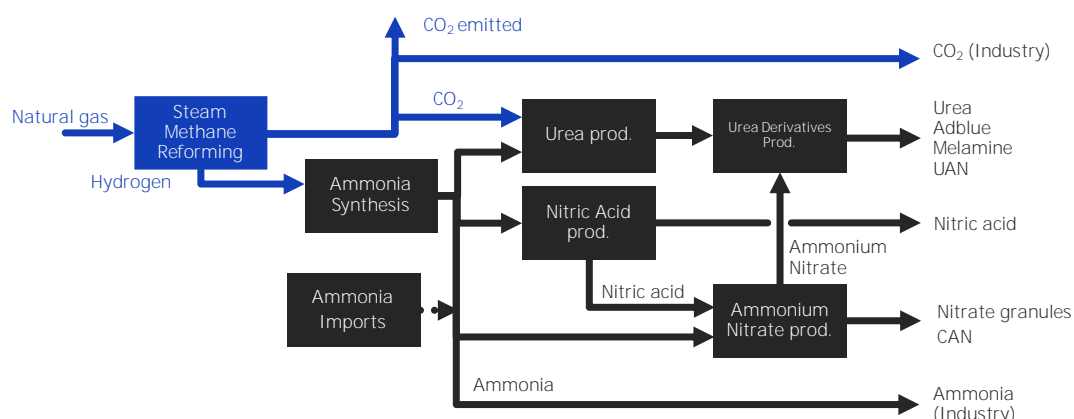 CO₂ emitted
CO₂ (Industry)
Natural gas
Steam
Methane
Reforming
CO₂
Urea prod.
Urea Derivatives
Prod.
Urea
Adblue
Melamine
UAN
Hydrogen
Ammonia
Synthesis
Nitric Acid
prod.
Nitric acid
Ammonium
Nitrate
Ammonia
Imports
Nitric acid
Ammonium
Nitrate prod.
Nitrate granules
CAN
Ammonia
Ammonia
(Industry)